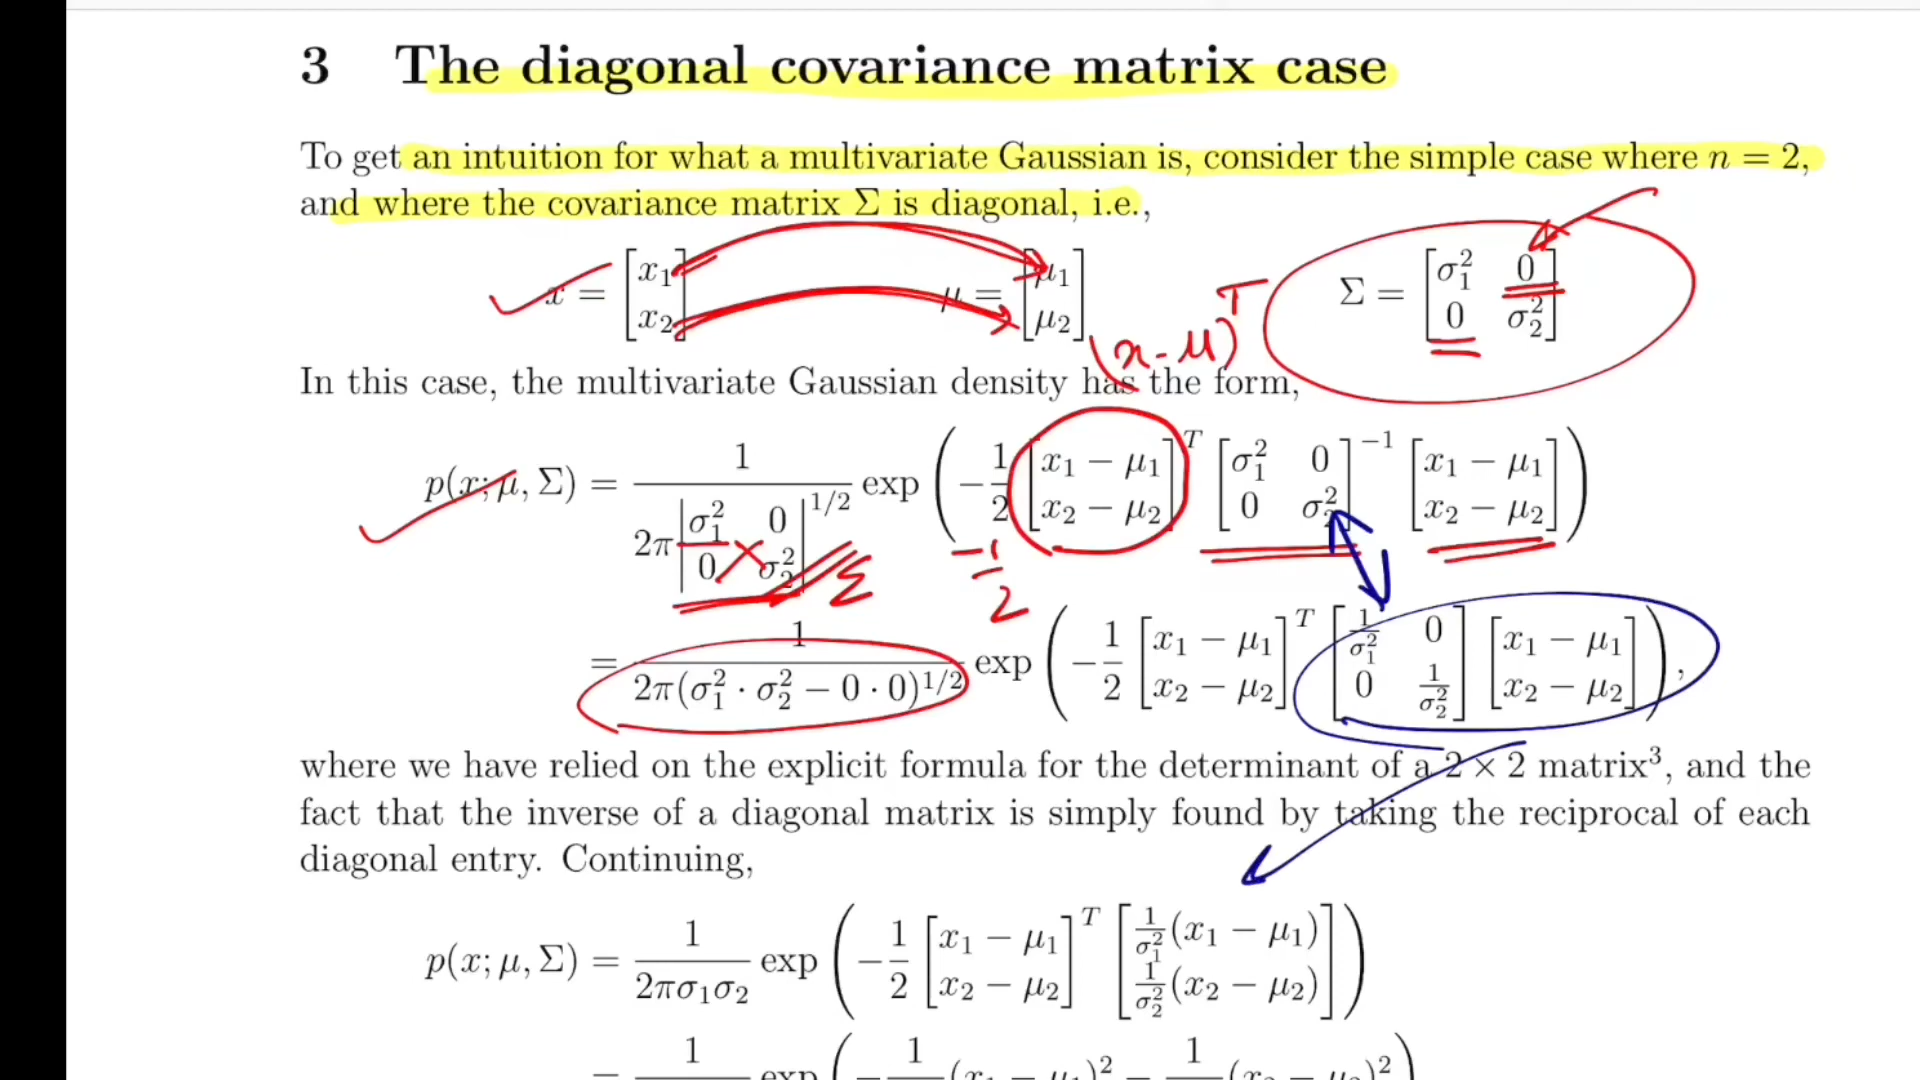 3 The diagonal covariance matrix case
To get an intuition for what a multivariate Gaussian is, consider the simple case where n = 2,
and where the covariance matrix Σ is diagonal, i.e.,
x = [x₁ x₂] μ = [μ₁ μ₂] Σ = [σ₁² 0 0 σ₂²]
(x - μ)ᵀ
In this case, the multivariate Gaussian density has the form,
p(x; μ, Σ) = 1 / 2π |σ₁² 0 0 σ₂²|^1/2 exp ( −1/2 [x₁ − μ₁ x₂ − μ₂]ᵀ [σ₁² 0 0 σ₂²]⁻¹ [x₁ − μ₁ x₂ − μ₂] )
Σ −1/2
= 1 / 2π(σ₁² · σ₂² − 0 · 0)^1/2 exp ( −1/2 [x₁ − μ₁ x₂ − μ₂]ᵀ [1/σ₁² 0 0 1/σ₂²] [x₁ − μ₁ x₂ − μ₂] ),
where we have relied on the explicit formula for the determinant of a 2 × 2 matrix³, and the
fact that the inverse of a diagonal matrix is simply found by taking the reciprocal of each
diagonal entry. Continuing,
p(x; μ, Σ) = 1 / 2πσ₁σ₂ exp ( −1/2 [x₁ − μ₁ x₂ − μ₂]ᵀ [1/σ₁² (x₁ − μ₁) 1/σ₂² (x₂ − μ₂)] )